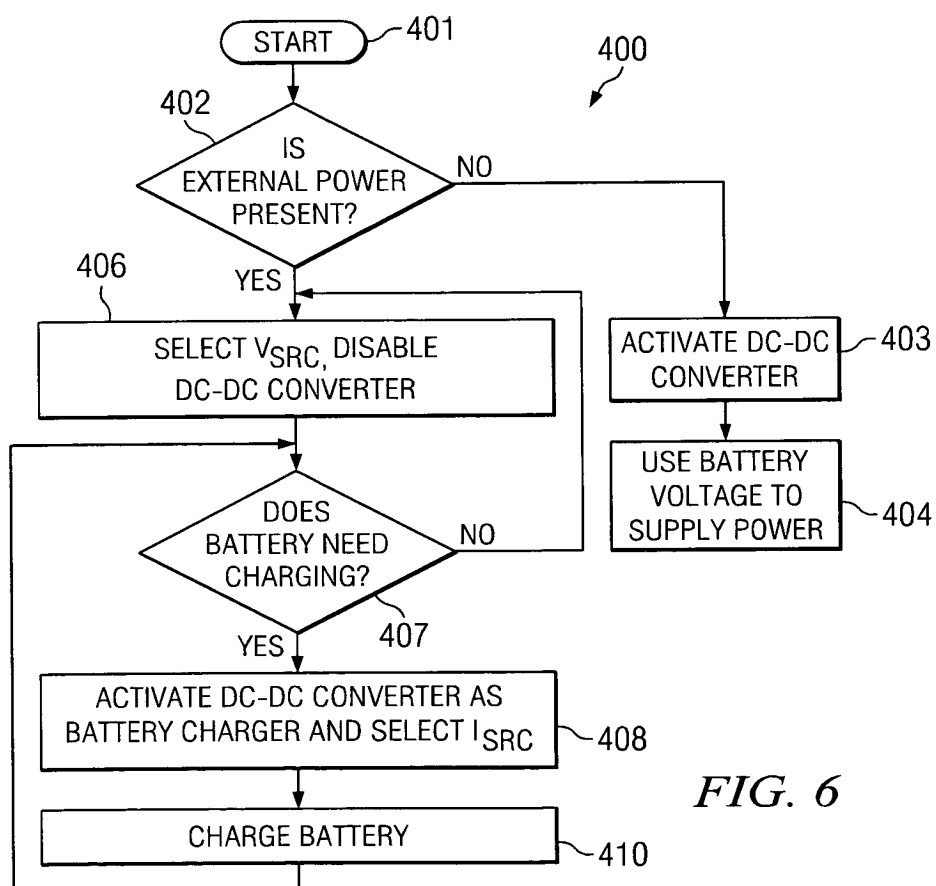 START
401
400
402
IS
EXTERNAL POWER
PRESENT?
NO
YES
406
SELECT VSRC, DISABLE
DC-DC CONVERTER
ACTIVATE DC-DC
CONVERTER
403
USE BATTERY
VOLTAGE TO
SUPPLY POWER
404
DOES
BATTERY NEED
CHARGING?
NO
407
YES
ACTIVATE DC-DC CONVERTER AS
BATTERY CHARGER AND SELECT ISRC
408
FIG. 6
CHARGE BATTERY
410